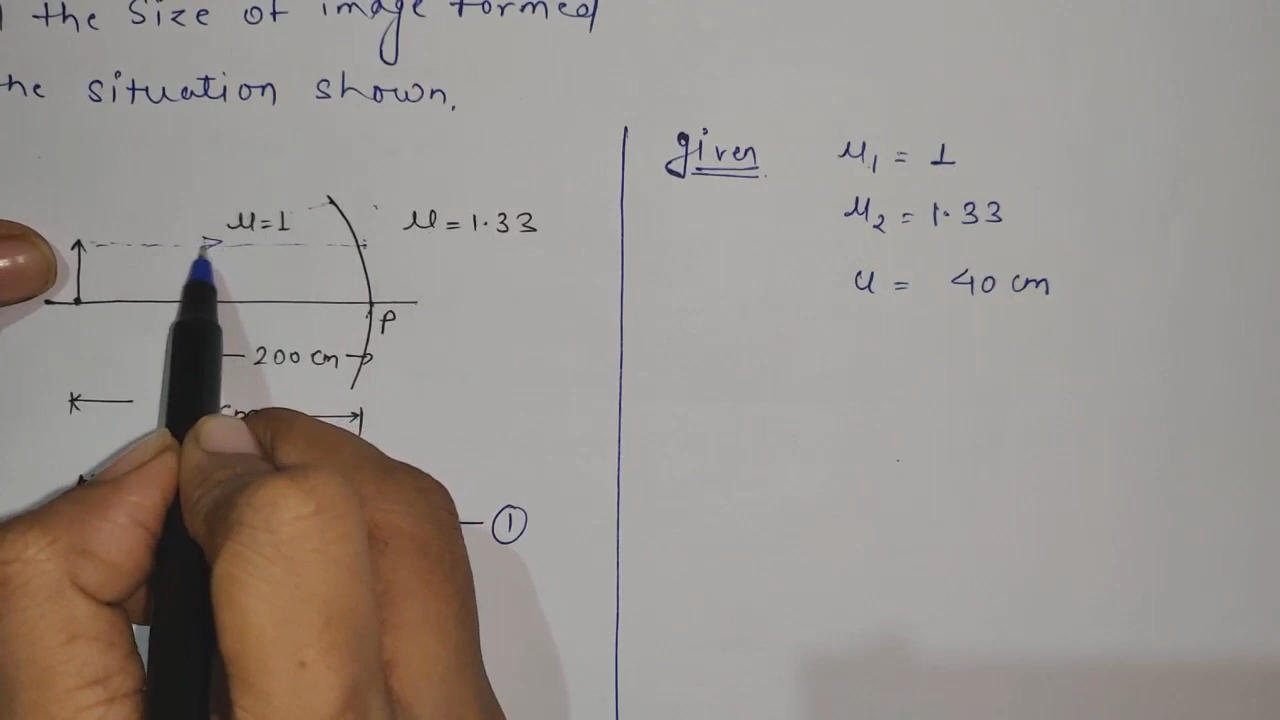 the size of image formed
he situation shown.
given μ₁ = 1
μ = 1 μ = 1.33
μ₂ = 1.33
u = 40 cm
P
200 cm
①